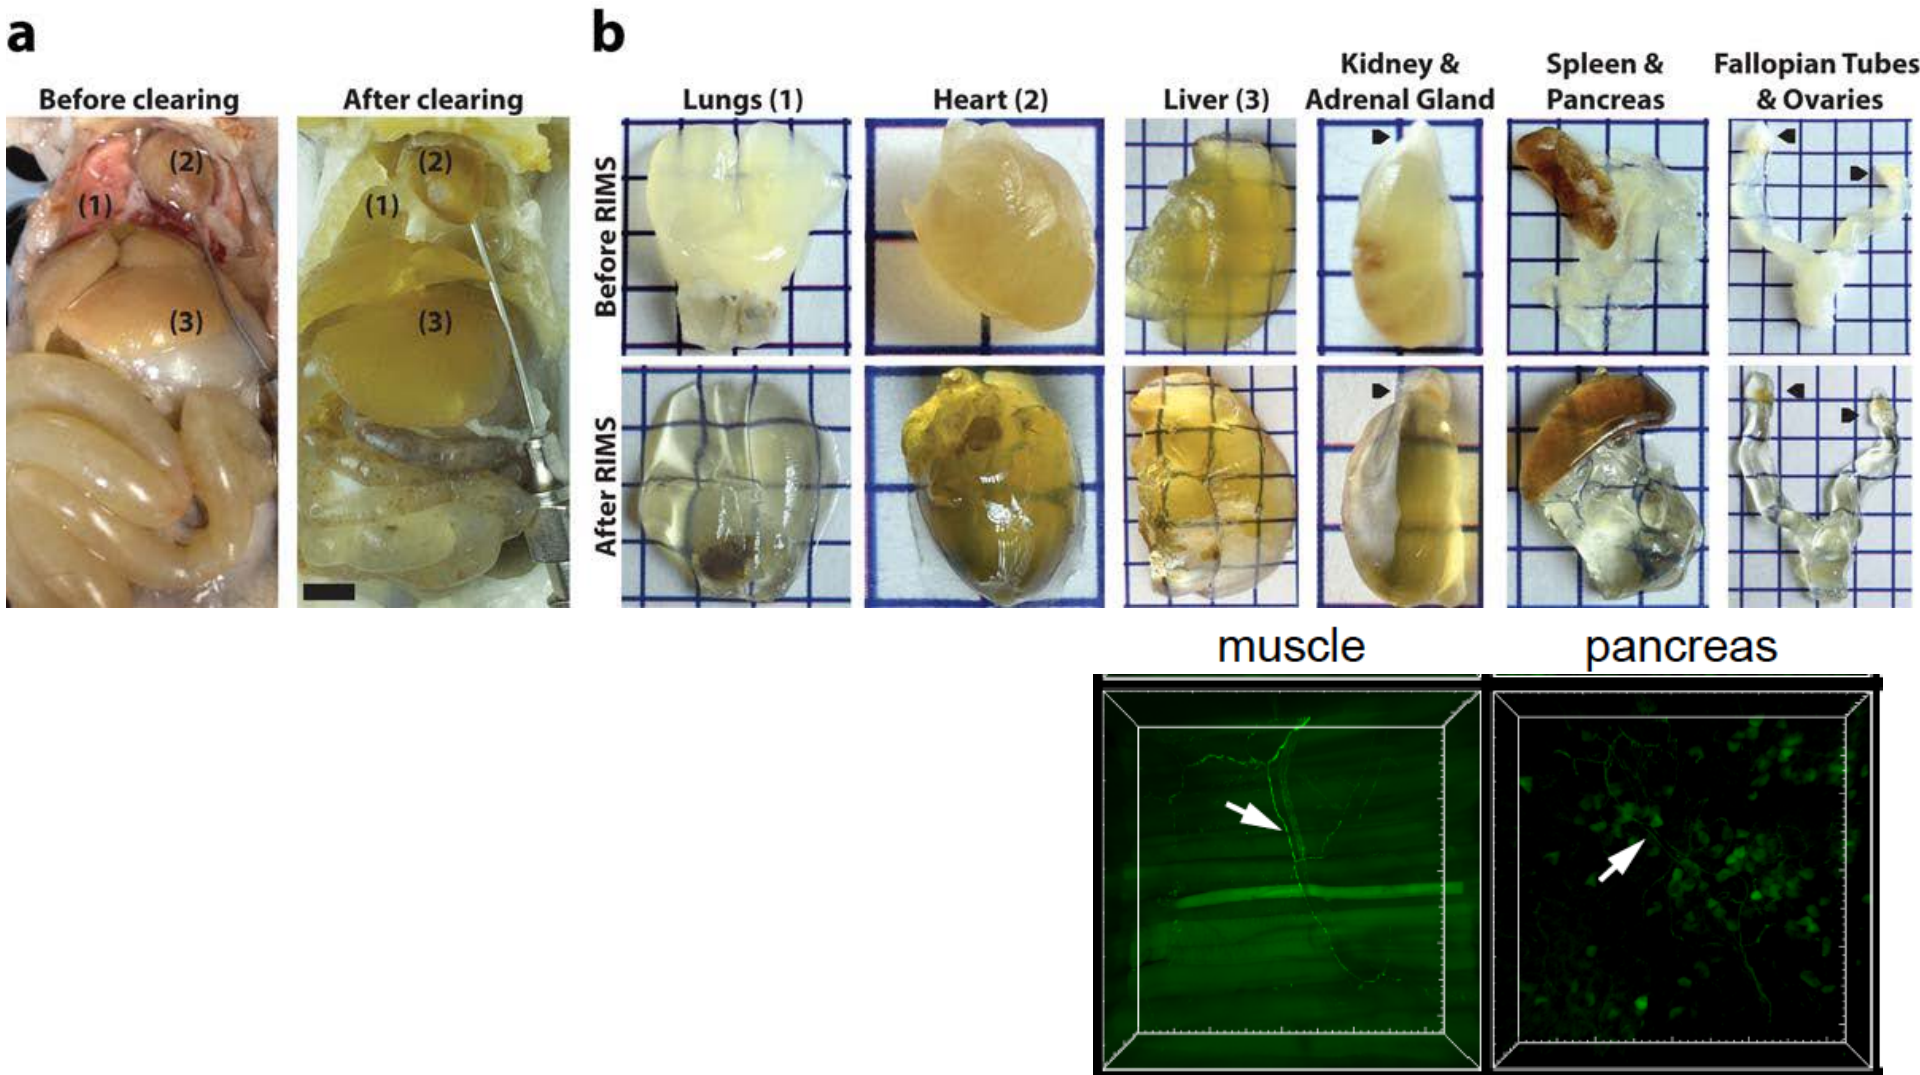 a
Before clearing
After clearing
(1)
(2)
(3)
(1)
(2)
(3)
b
Lungs (1)
Heart (2)
Liver (3)
Kidney &
Adrenal Gland
Spleen &
Pancreas
Fallopian Tubes
& Ovaries
Before RIMS
After RIMS
muscle
pancreas